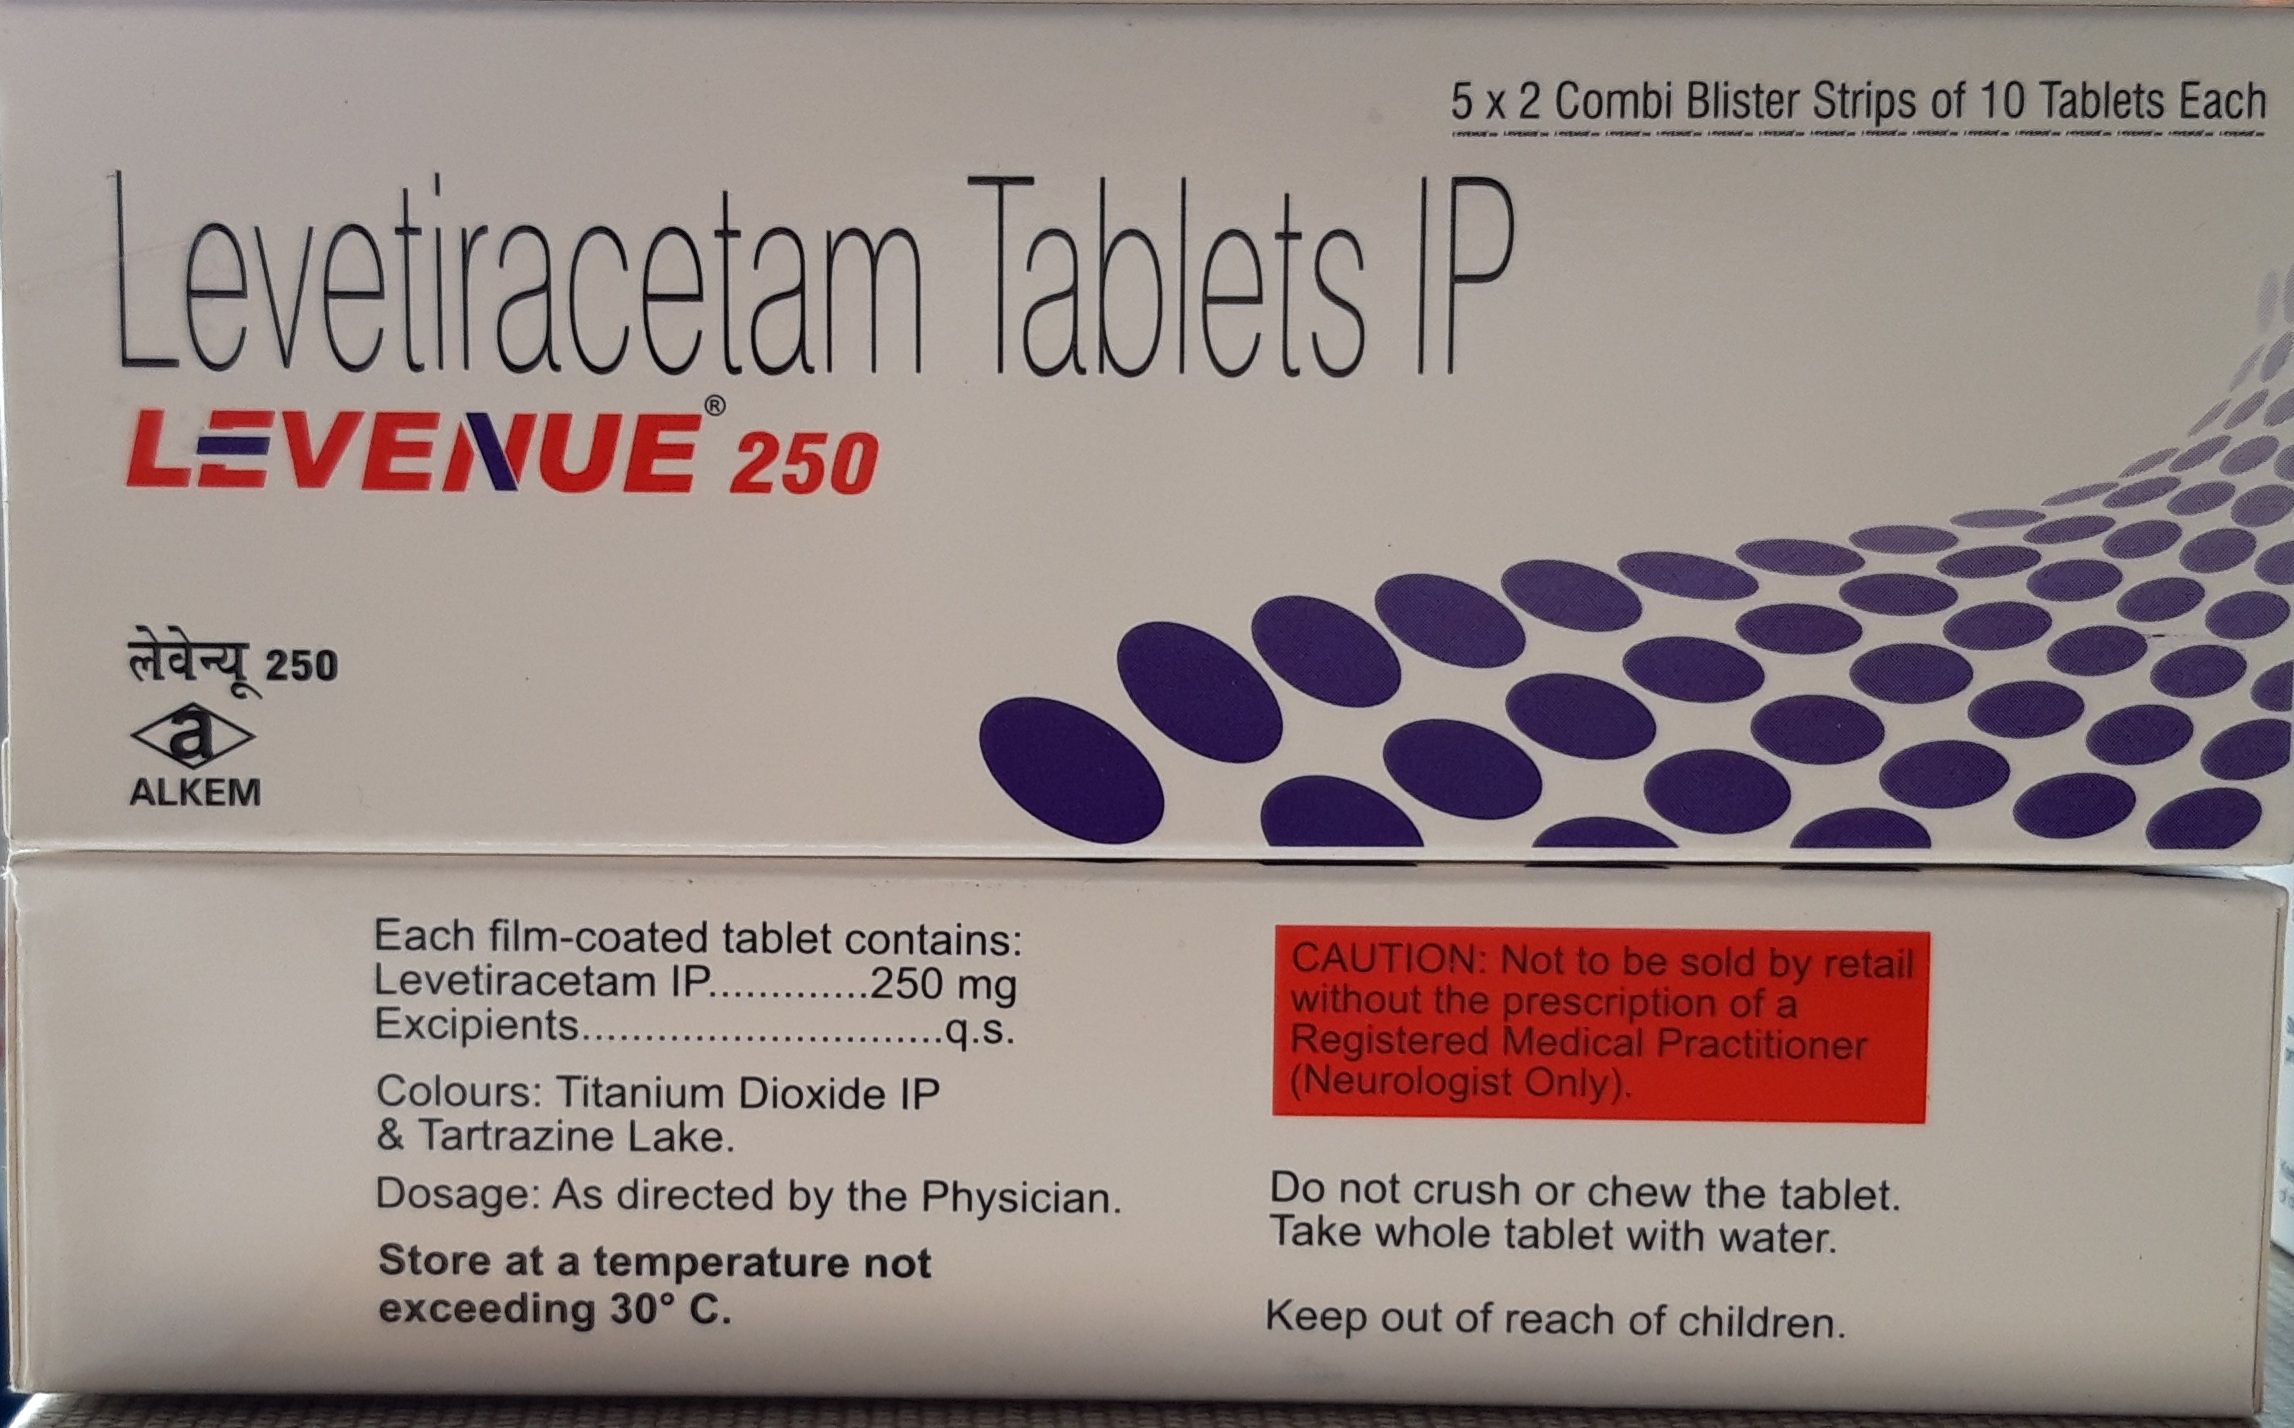 5 x 2 Combi Blister Strips of 10 Tablets Each
Levetiracetam Tablets IP
LEVENUE® 250
लेवेन्यू 250
a
ALKEM
Each film-coated tablet contains:
Levetiracetam IP.............250 mg
Excipients.............................q.s.
Colours: Titanium Dioxide IP
& Tartrazine Lake.
Dosage: As directed by the Physician.
Store at a temperature not
exceeding 30° C.
CAUTION: Not to be sold by retail
without the prescription of a
Registered Medical Practitioner
(Neurologist Only).
Do not crush or chew the tablet.
Take whole tablet with water.
Keep out of reach of children.